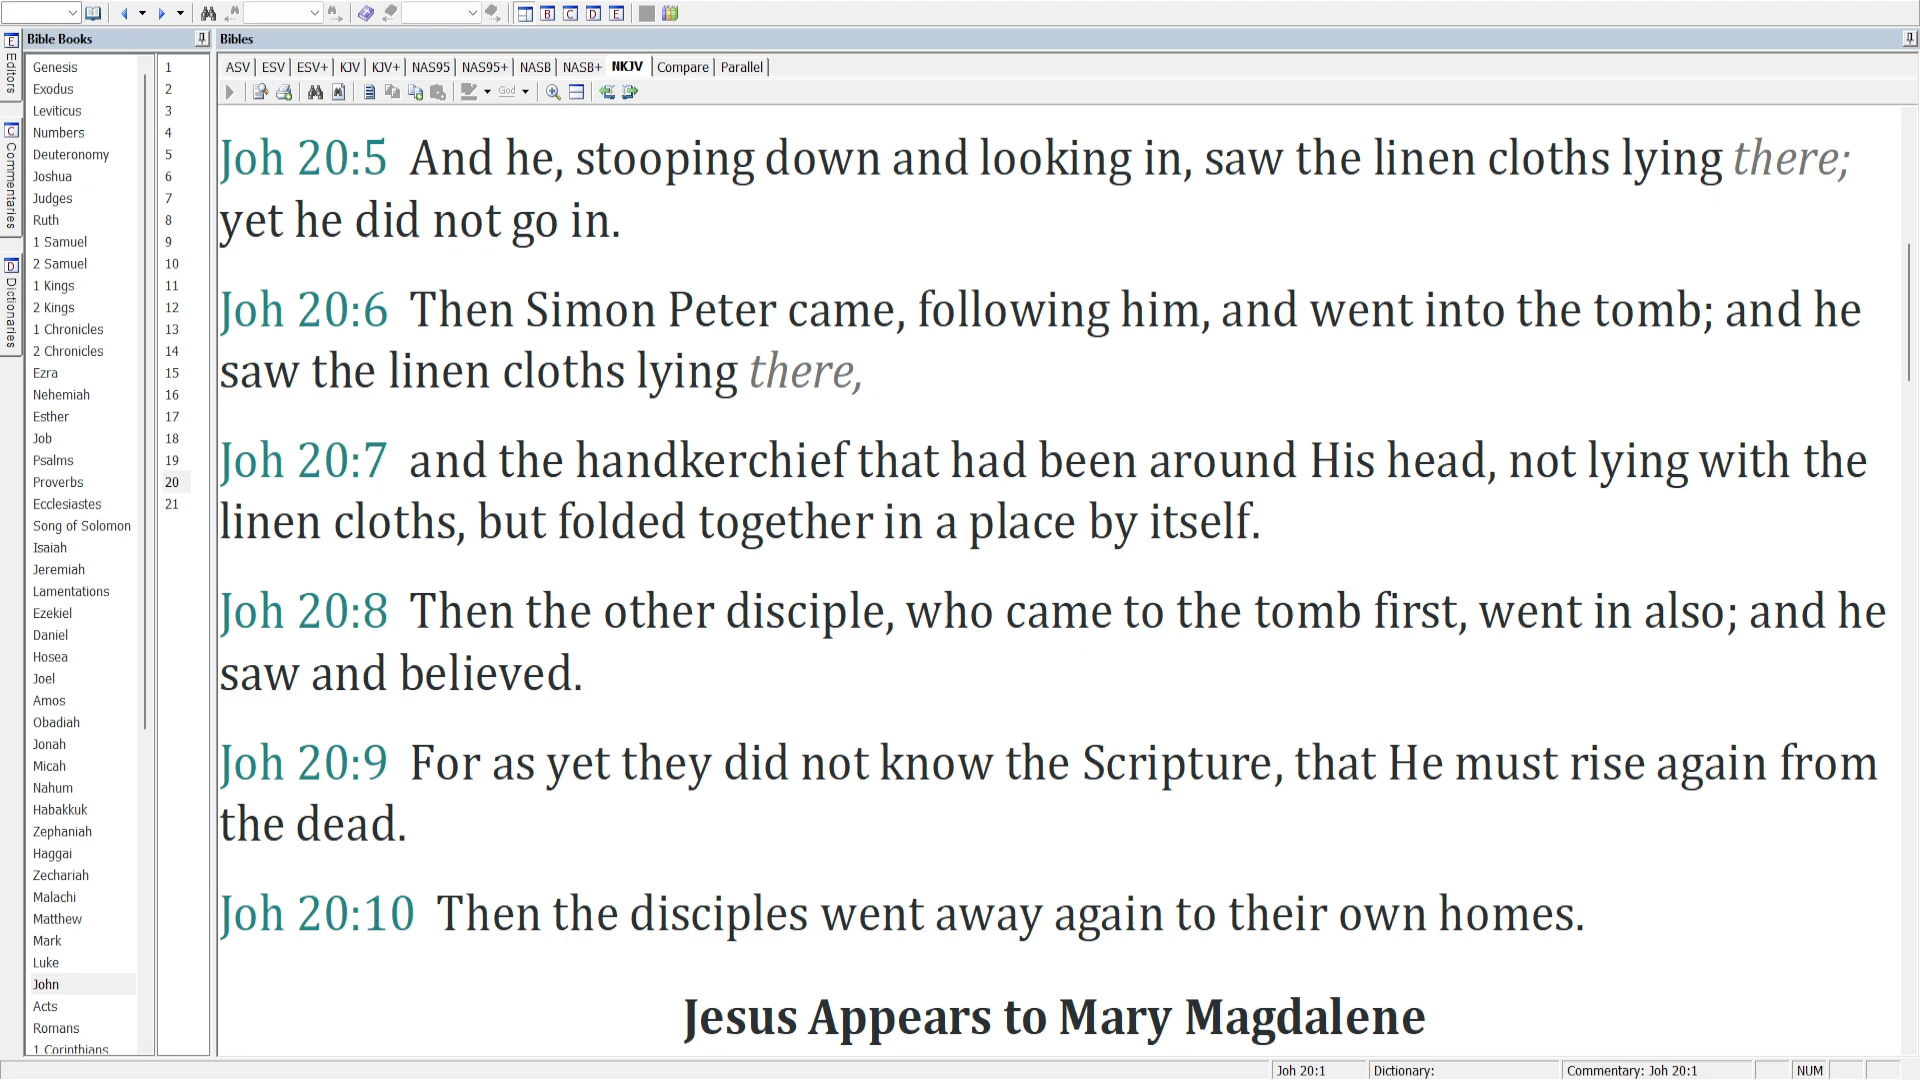 Bible Books
Bibles
E Editors
C Commentaries
D Dictionaries
B C D E
ASV ESV ESV+ KJV KJV+ NAS95 NAS95+ NASB NASB+ NKJV Compare Parallel
God
Genesis
Exodus
Leviticus
Numbers
Deuteronomy
Joshua
Judges
Ruth
1 Samuel
2 Samuel
1 Kings
2 Kings
1 Chronicles
2 Chronicles
Ezra
Nehemiah
Esther
Job
Psalms
Proverbs
Ecclesiastes
Song of Solomon
Isaiah
Jeremiah
Lamentations
Ezekiel
Daniel
Hosea
Joel
Amos
Obadiah
Jonah
Micah
Nahum
Habakkuk
Zephaniah
Haggai
Zechariah
Malachi
Matthew
Mark
Luke
John
Acts
Romans
1 Corinthians
1
2
3
4
5
6
7
8
9
10
11
12
13
14
15
16
17
18
19
20
21
Joh 20:5 And he, stooping down and looking in, saw the linen cloths lying there;
yet he did not go in.
Joh 20:6 Then Simon Peter came, following him, and went into the tomb; and he
saw the linen cloths lying there,
Joh 20:7 and the handkerchief that had been around His head, not lying with the
linen cloths, but folded together in a place by itself.
Joh 20:8 Then the other disciple, who came to the tomb first, went in also; and he
saw and believed.
Joh 20:9 For as yet they did not know the Scripture, that He must rise again from
the dead.
Joh 20:10 Then the disciples went away again to their own homes.
Jesus Appears to Mary Magdalene
Joh 20:1 Dictionary: Commentary: Joh 20:1 NUM